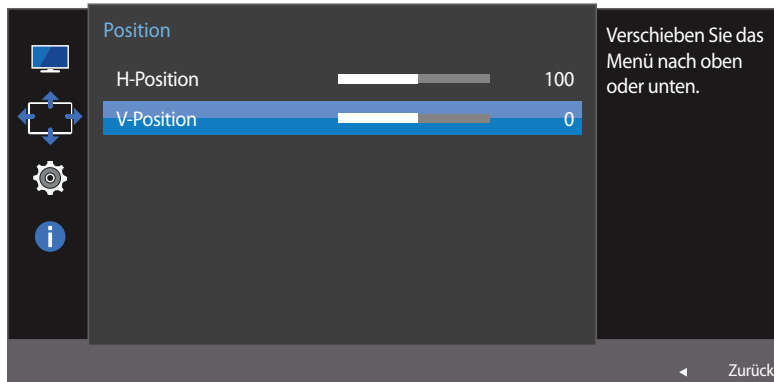 Position
H-Position 100
V-Position 0
Verschieben Sie das
Menü nach oben
oder unten.
Zurück